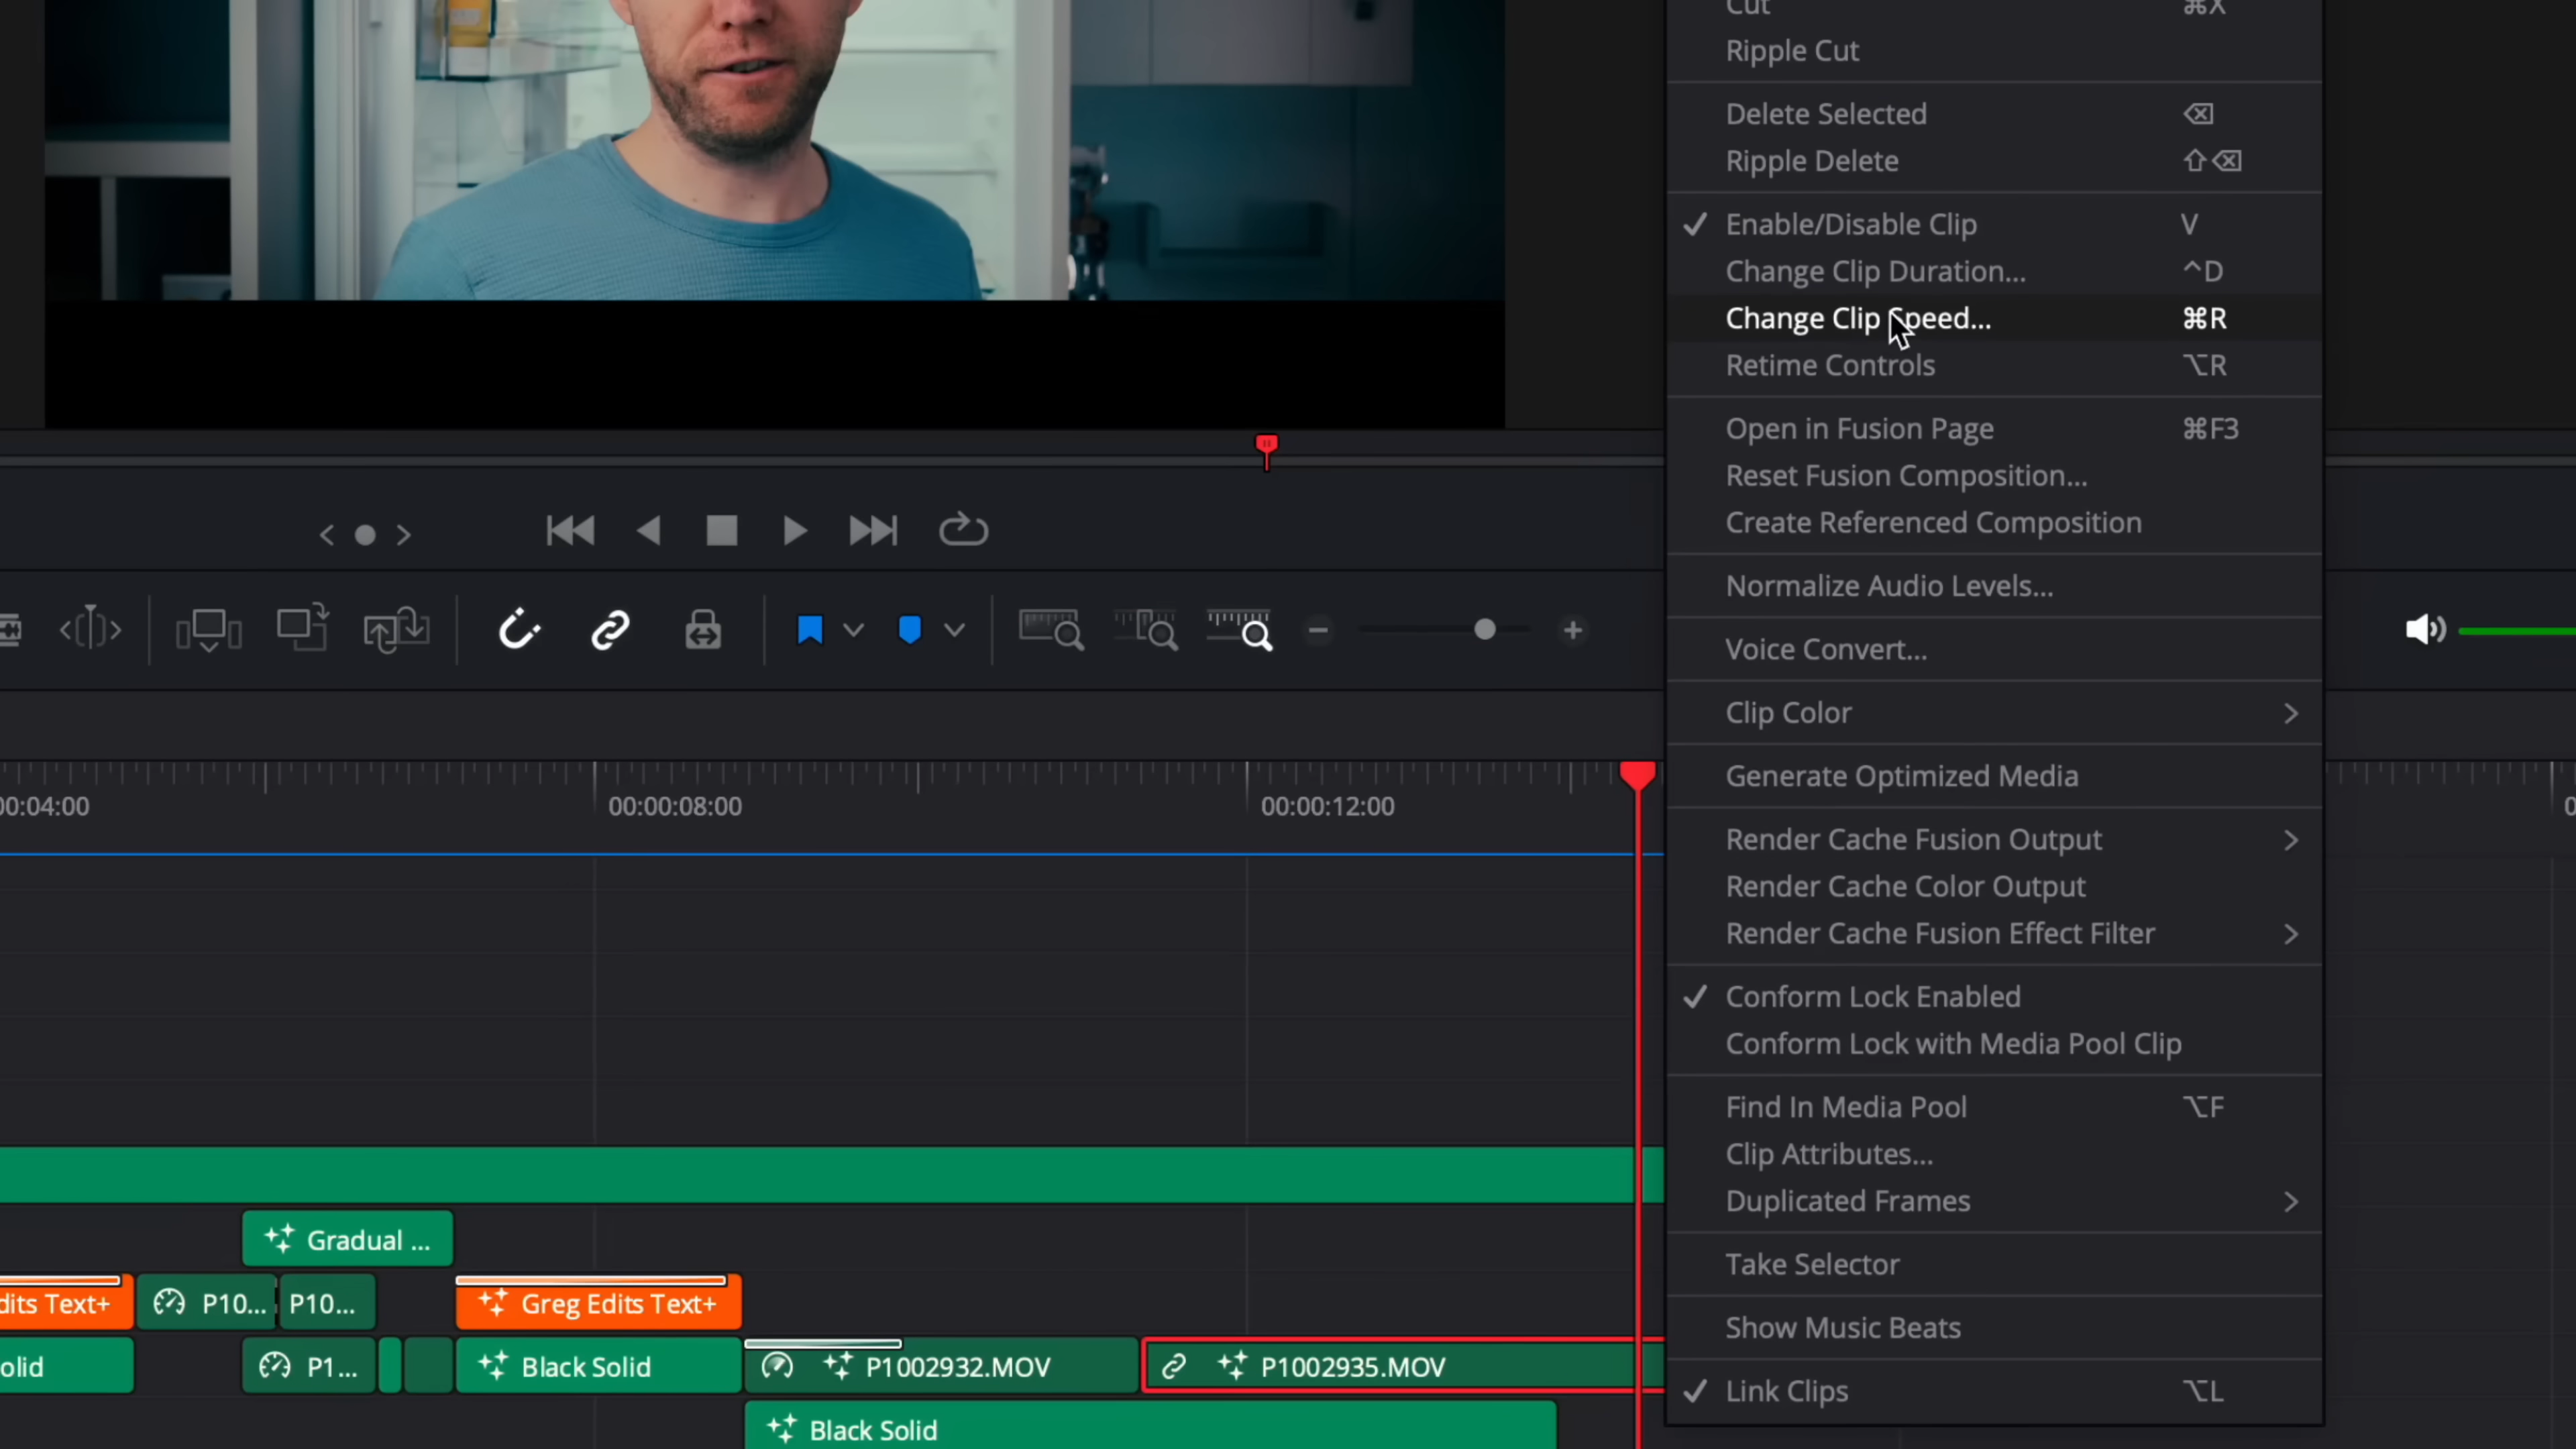 Cut ⌘X
Ripple Cut
Delete Selected ⌫
Ripple Delete ⇧⌫
✓ Enable/Disable Clip V
Change Clip Duration... ^D
Change Clip Speed... ⌘R
Retime Controls ⌥R
Open in Fusion Page ⌘F3
Reset Fusion Composition...
Create Referenced Composition
Normalize Audio Levels...
Voice Convert...
Clip Color >
Generate Optimized Media
Render Cache Fusion Output >
Render Cache Color Output
Render Cache Fusion Effect Filter >
✓ Conform Lock Enabled
Conform Lock with Media Pool Clip
Find In Media Pool ⌥F
Clip Attributes...
Duplicated Frames >
Take Selector
Show Music Beats
✓ Link Clips ⌥L
00:04:00
00:00:08:00
00:00:12:00
0
Gradual ...
dits Text+
P10...
P10...
Greg Edits Text+
olid
P1...
Black Solid
P1002932.MOV
P1002935.MOV
Black Solid